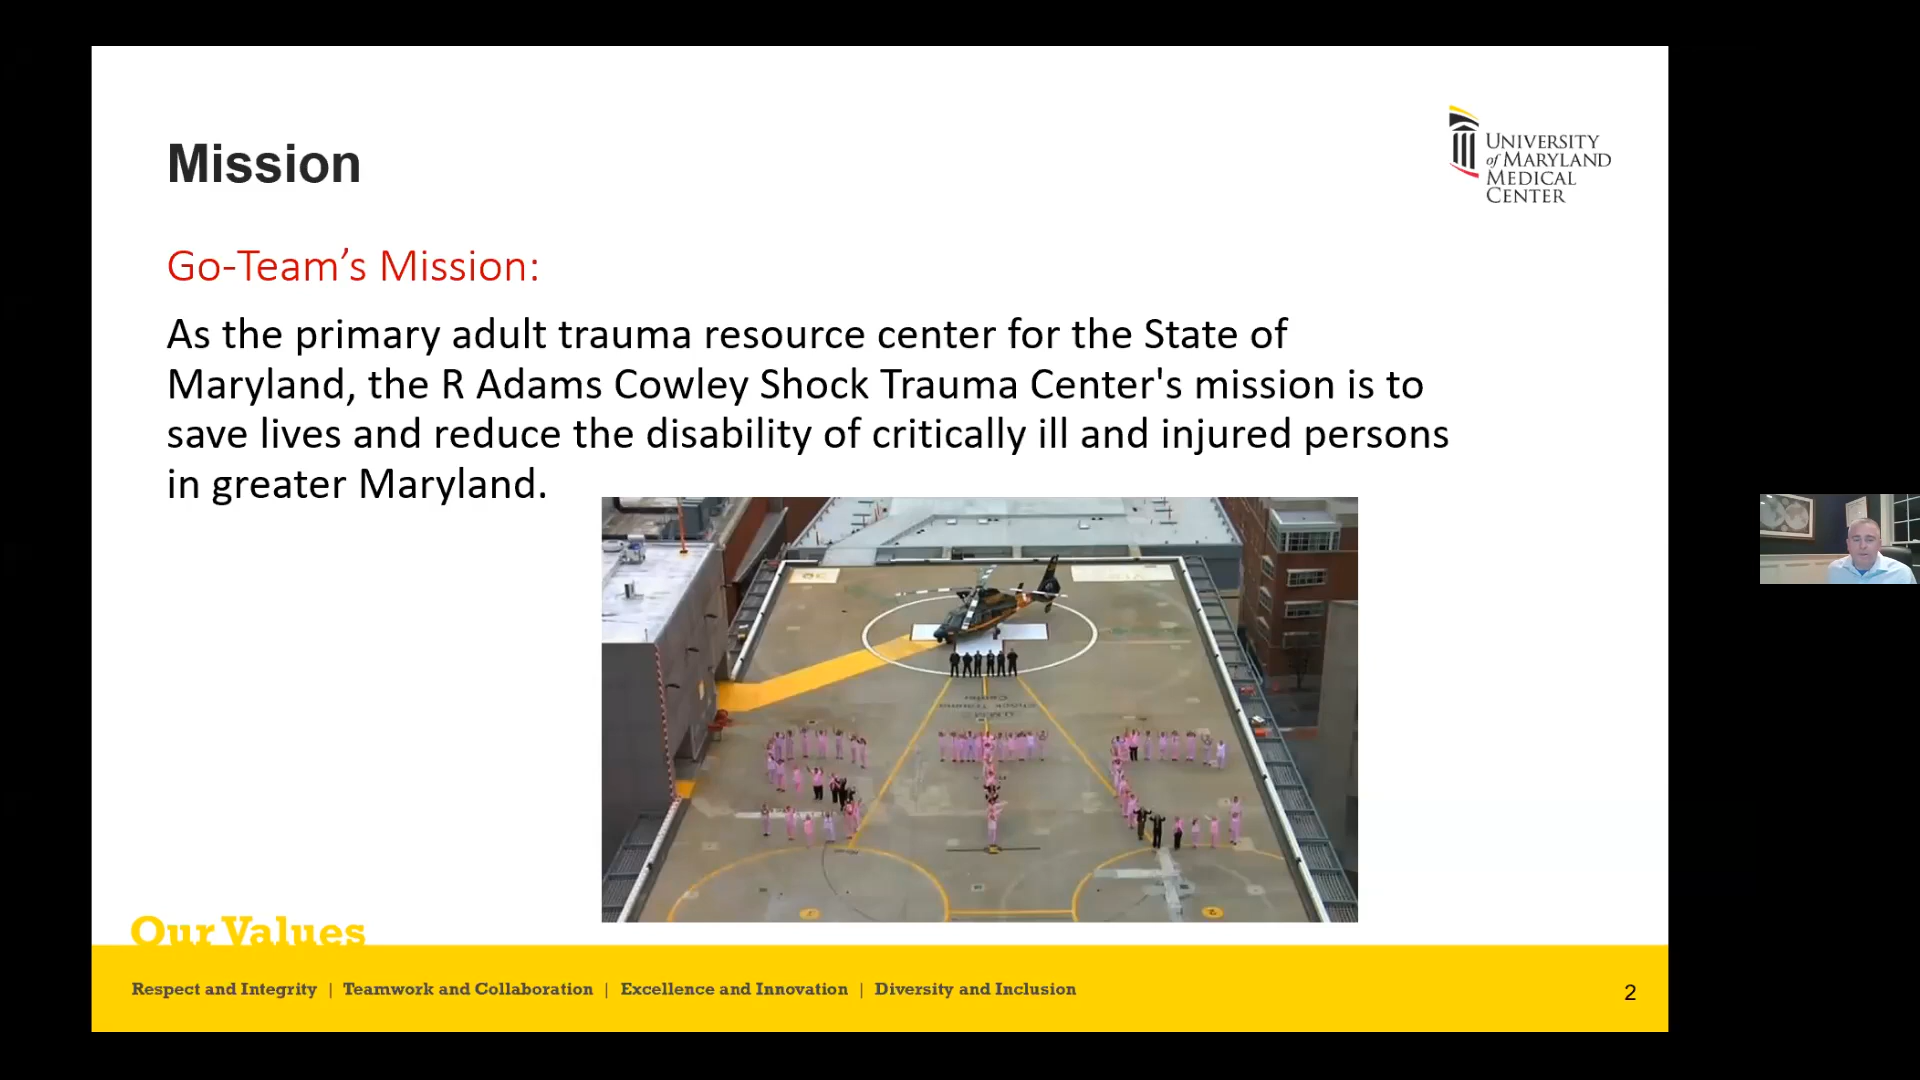 Mission
UNIVERSITY
of MARYLAND
MEDICAL
CENTER
Go-Team’s Mission:
As the primary adult trauma resource center for the State of
Maryland, the R Adams Cowley Shock Trauma Center's mission is to
save lives and reduce the disability of critically ill and injured persons
in greater Maryland.
STC
2
Our Values
Respect and Integrity | Teamwork and Collaboration | Excellence and Innovation | Diversity and Inclusion
2